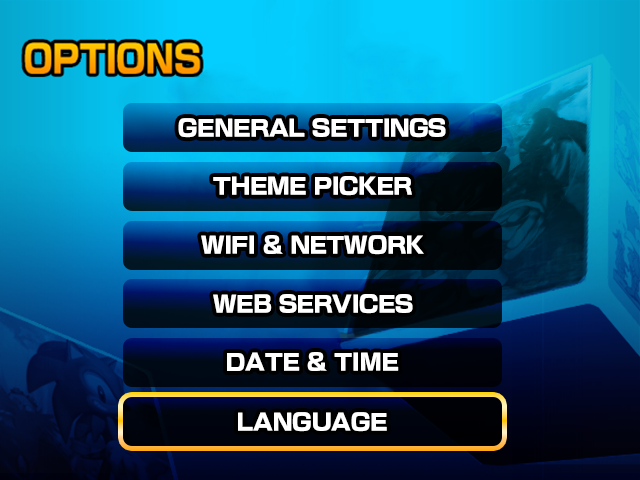 OPTIONS
GENERAL SETTINGS
THEME PICKER
WIFI & NETWORK
WEB SERVICES
DATE & TIME
LANGUAGE